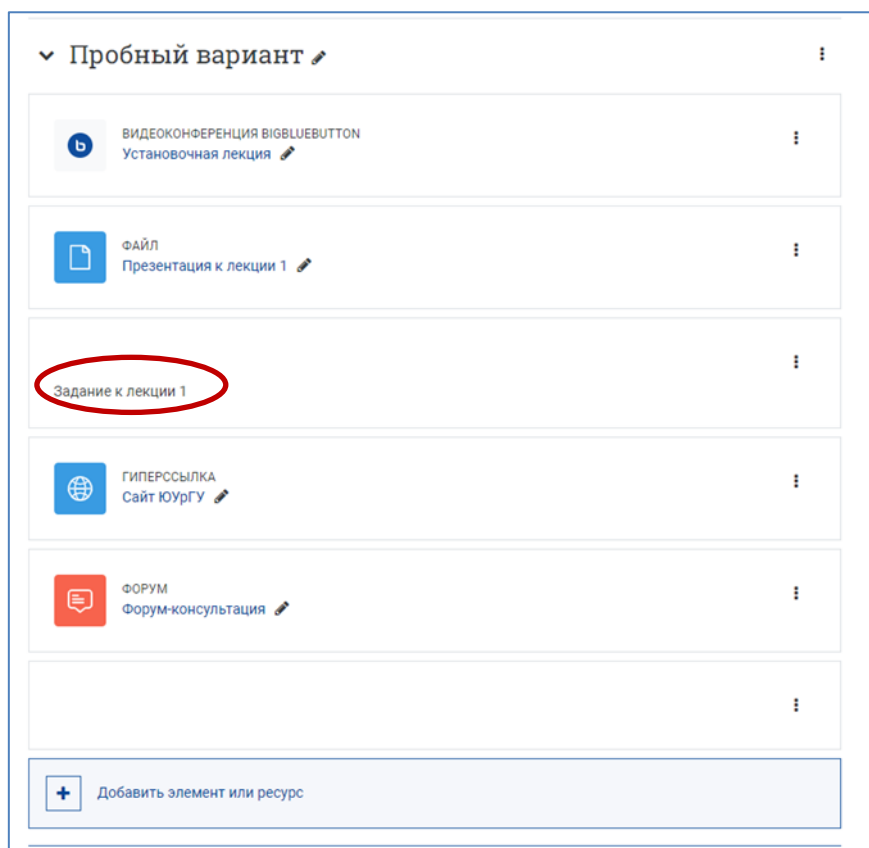 Пробный вариант
ВИДЕОКОНФЕРЕНЦИЯ BIGBLUEBUTTON
Установочная лекция
ФАЙЛ
Презентация к лекции 1
Задание к лекции 1
ГИПЕРССЫЛКА
Сайт ЮУрГУ
ФОРУМ
Форум-консультация
Добавить элемент или ресурс